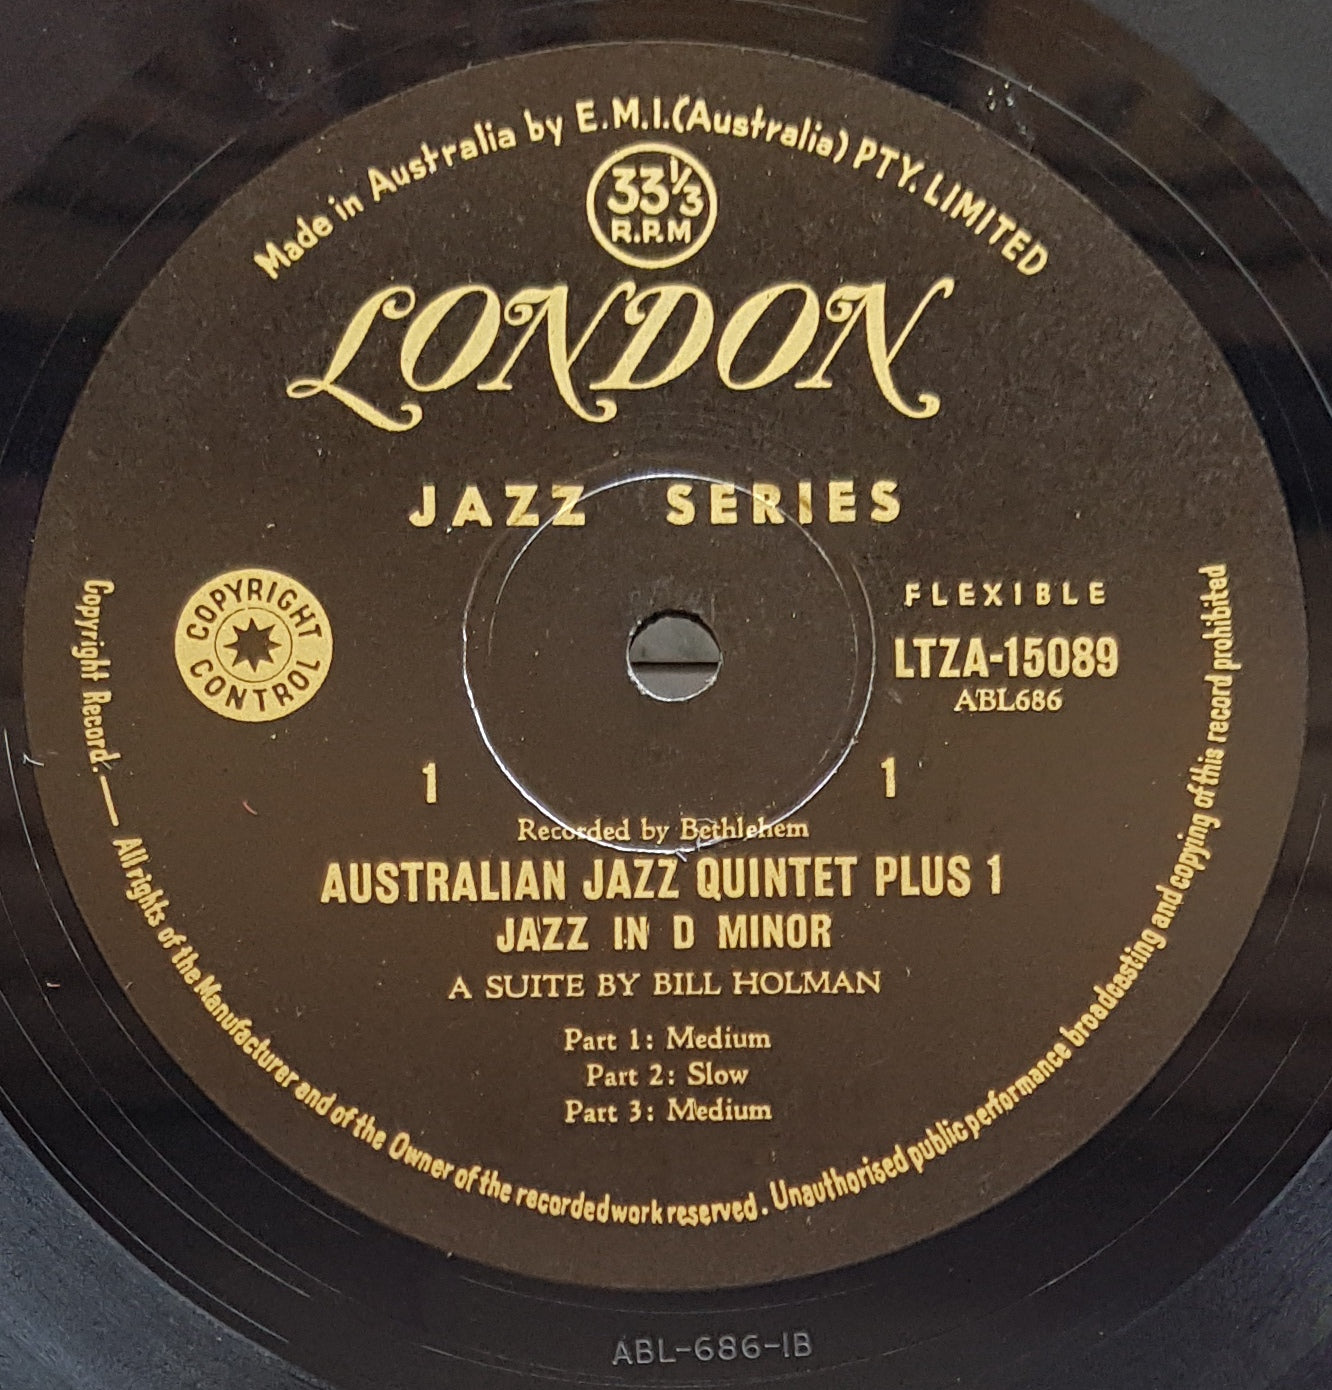 Made in Australia by E.M.I.(Australia) PTY. LIMITED
33⅓
R.P.M
LONDON
JAZZ SERIES
COPYRIGHT
CONTROL
FLEXIBLE
LTZA-15089
ABL686
1 1
Recorded by Bethlehem
AUSTRALIAN JAZZ QUINTET PLUS 1
JAZZ IN D MINOR
A SUITE BY BILL HOLMAN
Part 1: Medium
Part 2: Slow
Part 3: Medium
Copyright Record. — All rights of the Manufacturer and of the Owner of the recorded work reserved. Unauthorised public performance broadcasting and copying of this record prohibited
ABL-686-1B